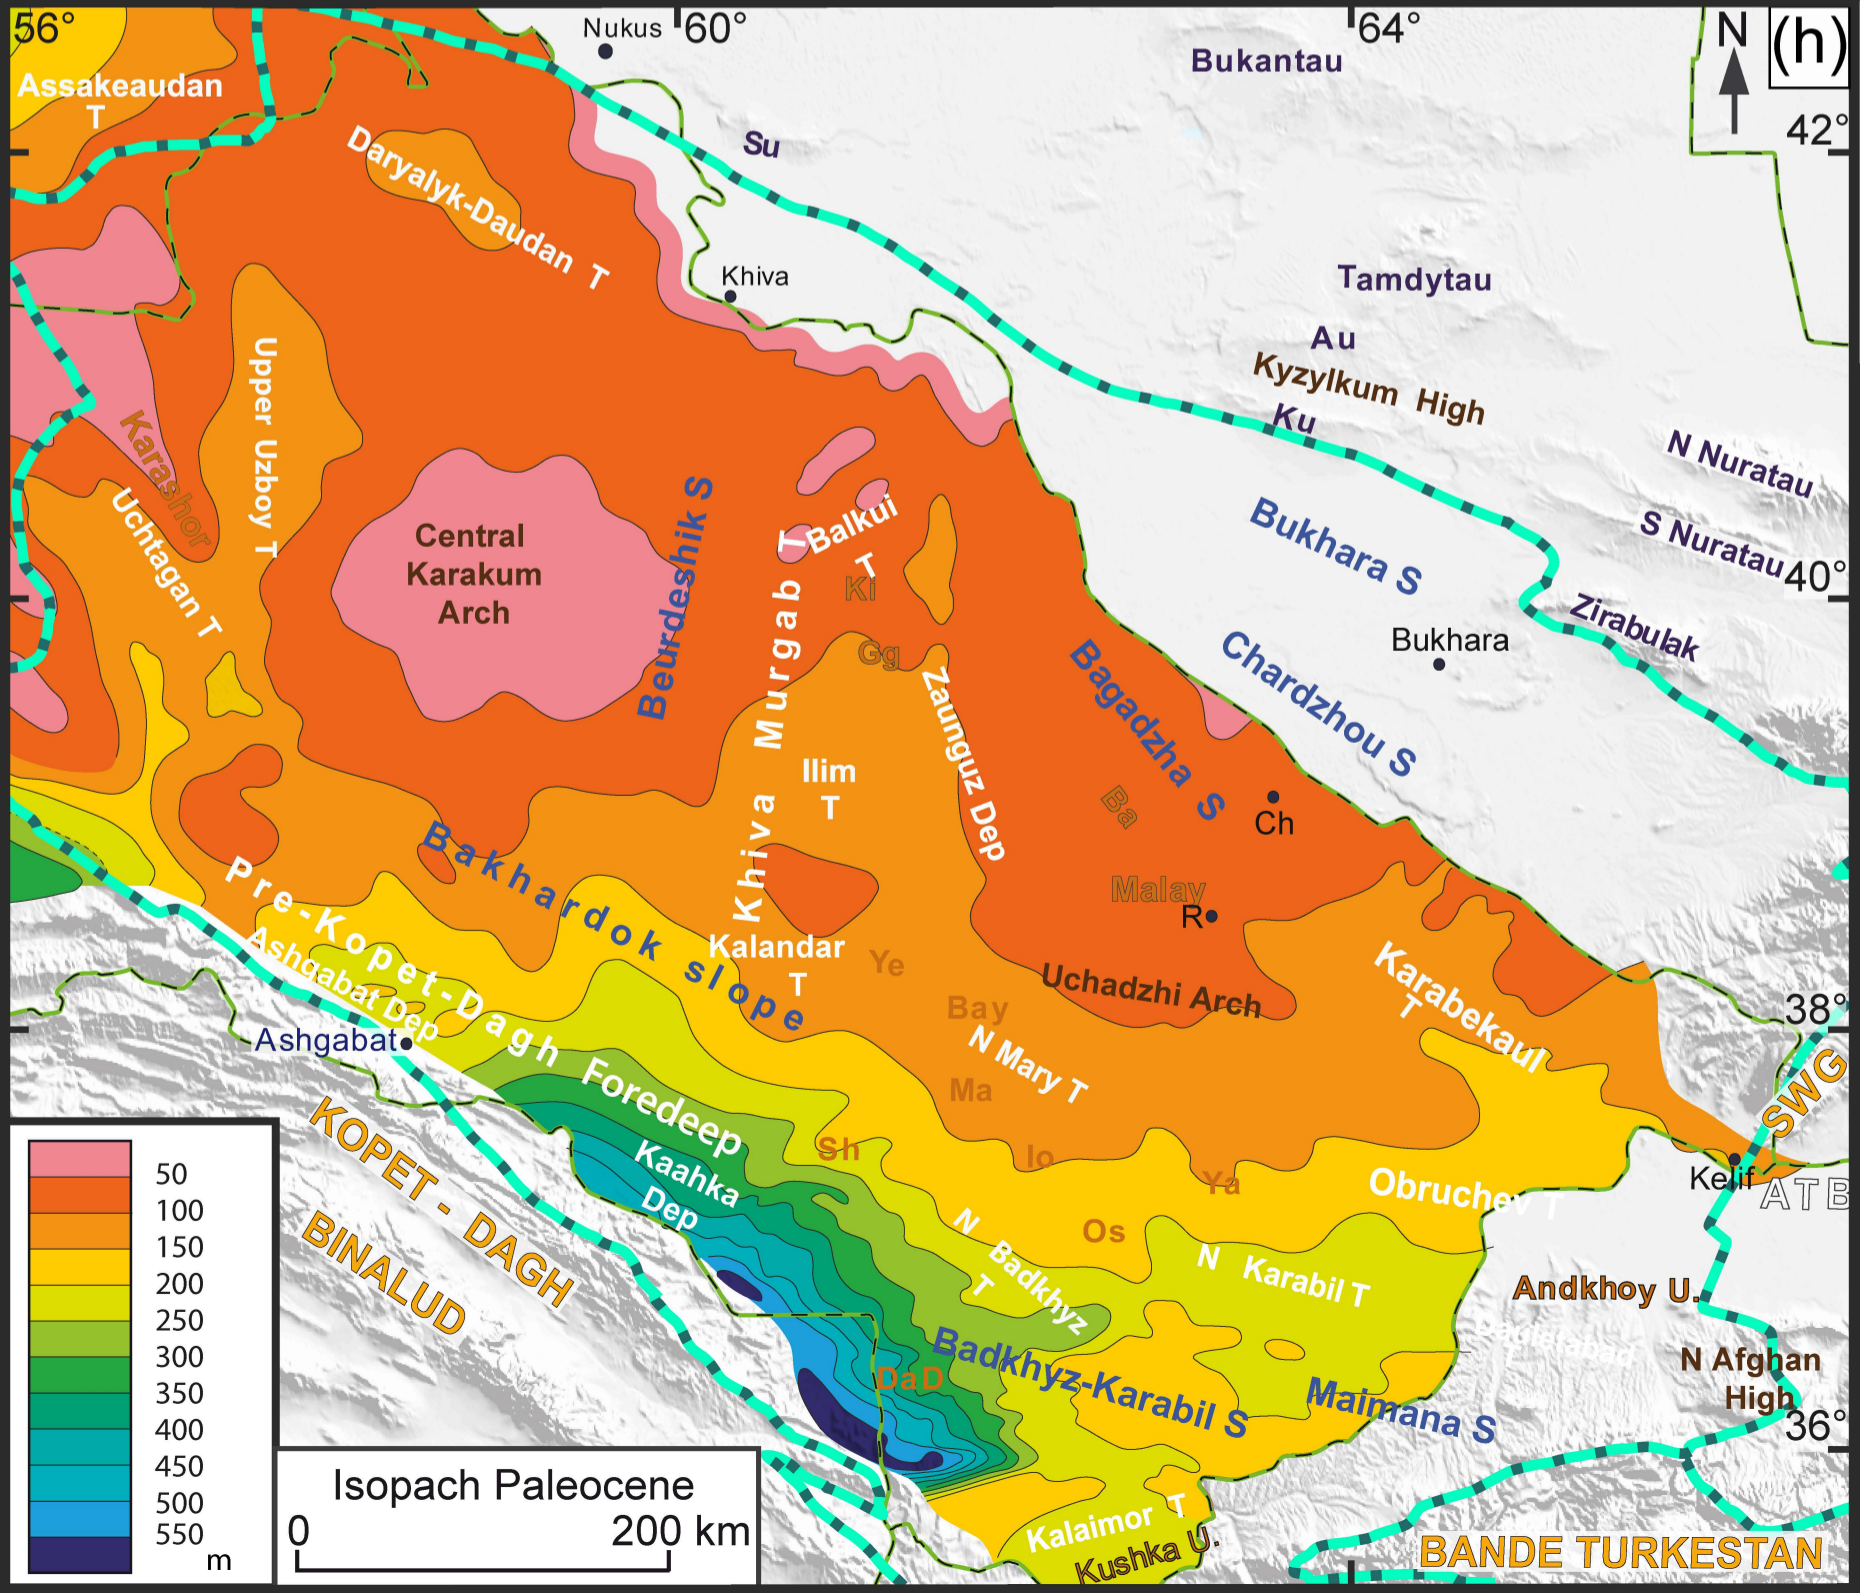 56°
Nukus
60°
64°
N
(h)
Bukantau
Assakeaudan
T
42°
Su
Daryalyk-Daudan T
Khiva
Tamdytau
Au
Kyzylkum High
Ku
Upper Uzboy T
Karashor
N Nuratau
S Nuratau
Uchtagan T
Central
Karakum
Arch
Beurdeshik S
Balkui
T
Ki
Khiva Murgab T
Bukhara S
40°
Zirabulak
Bukhara
Gg
Zaunguz Dep
Bagadzha S
Chardzhou S
Ilim
T
Ba
Ch
Bakhardok slope
Malay
R
Pre-Kopet-Dagh Foredeep
Ashgabat Dep
Kalandar
T
Ye
Uchadzhi Arch
Karabekaul
T
Bay
38°
Ashgabat
N Mary T
SWG
Ma
KOPET - DAGH
BINALUD
Kaahka
Dep
Sh
Io
Ya
Obruchev T
Kelif
ATB
Os
N Badkhyz
T
N Karabil T
Andkhoy U.
N Afghan
High
DaD
Badkhyz-Karabil S
Maimana S
36°
Kalaimor T
Kushka U.
BANDE TURKESTAN
50
100
150
200
250
300
350
400
450
500
550
m
Isopach Paleocene
0
200 km